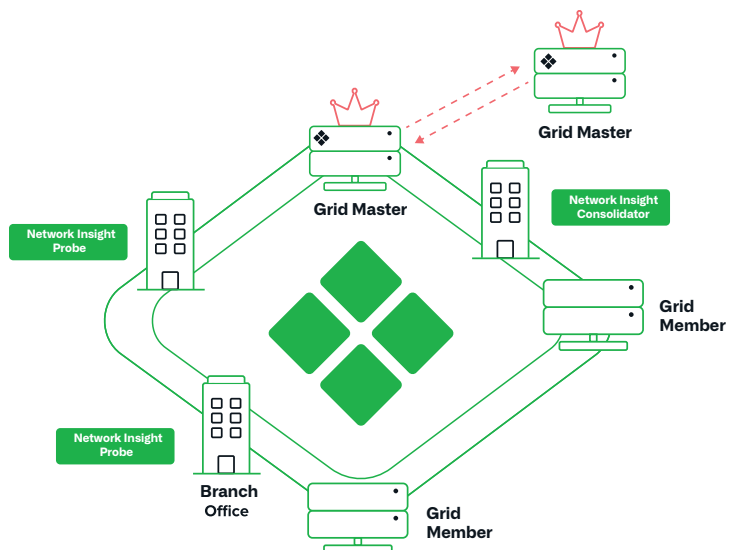 Grid Master
Grid Master
Network Insight
Consolidator
Network Insight
Probe
Grid
Member
Network Insight
Probe
Branch
Office
Grid
Member